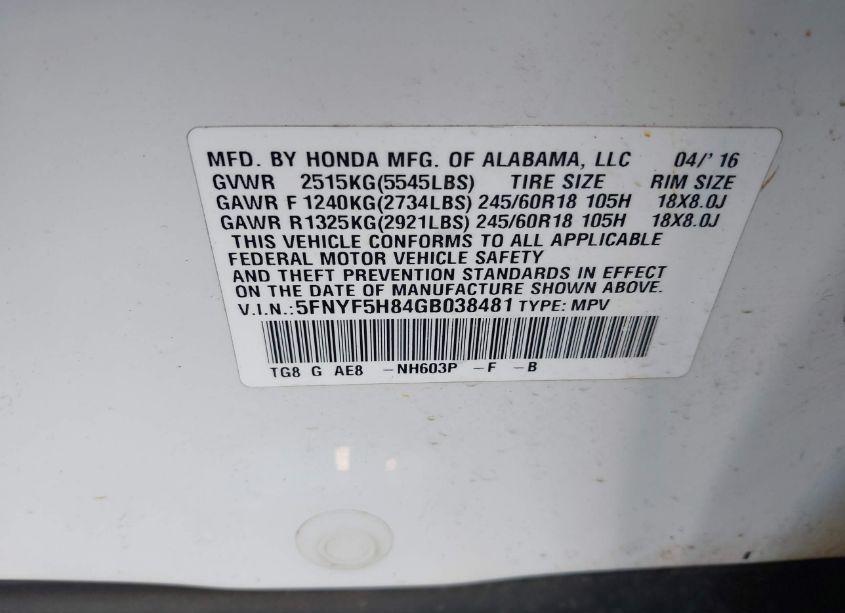 MFD. BY HONDA MFG. OF ALABAMA, LLC 04/'16
GVWR 2515KG(5545LBS) TIRE SIZE RIM SIZE
GAWR F 1240KG(2734LBS) 245/60R18 105H 18X8.0J
GAWR R1325KG(2921LBS) 245/60R18 105H 18X8.0J
THIS VEHICLE CONFORMS TO ALL APPLICABLE
FEDERAL MOTOR VEHICLE SAFETY
AND THEFT PREVENTION STANDARDS IN EFFECT
ON THE DATE OF MANUFACTURE SHOWN ABOVE.
V.I.N.:5FNYF5H84GB038481 TYPE: MPV
TG8 G AE8 -NH603P -F -B